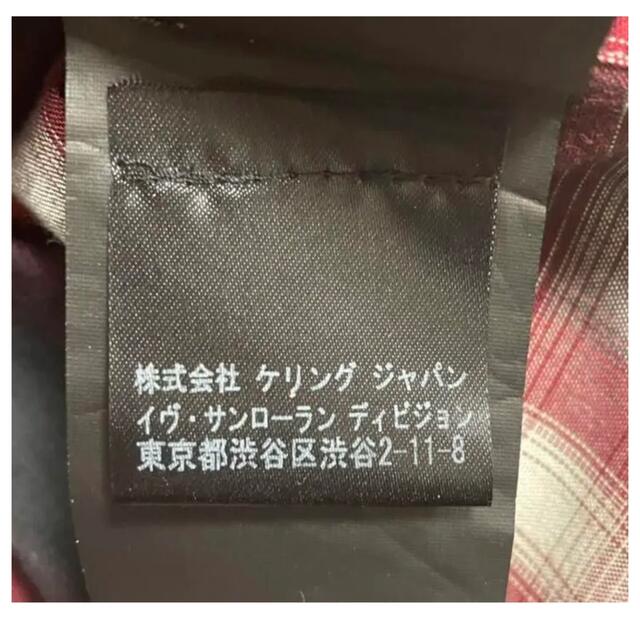 株式会社 ケリング ジャパン
イヴ・サンローラン ディビジョン
東京都渋谷区渋谷2-11-8